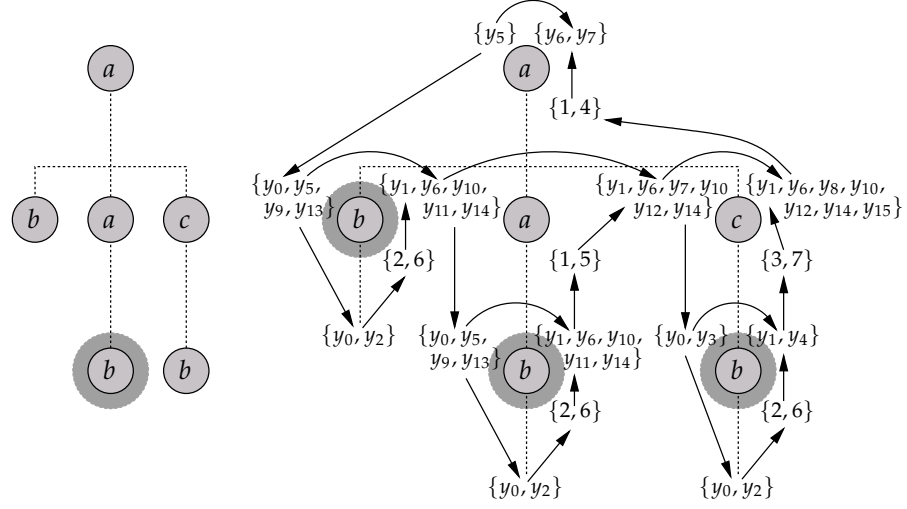 {y5} {y6, y7}
a
a
{1, 4}
{y0, y5,
y9, y13}
{y1, y6, y10,
y11, y14}
{y1, y6, y7, y10
y12, y14}
{y1, y6, y8, y10,
y12, y14, y15}
b
a
c
b
a
c
{2, 6}
{1, 5}
{3, 7}
{y0, y2}
{y0, y5,
y9, y13}
{y1, y6, y10,
y11, y14}
{y0, y3}
{y1, y4}
b
b
b
b
{2, 6}
{2, 6}
{y0, y2}
{y0, y2}